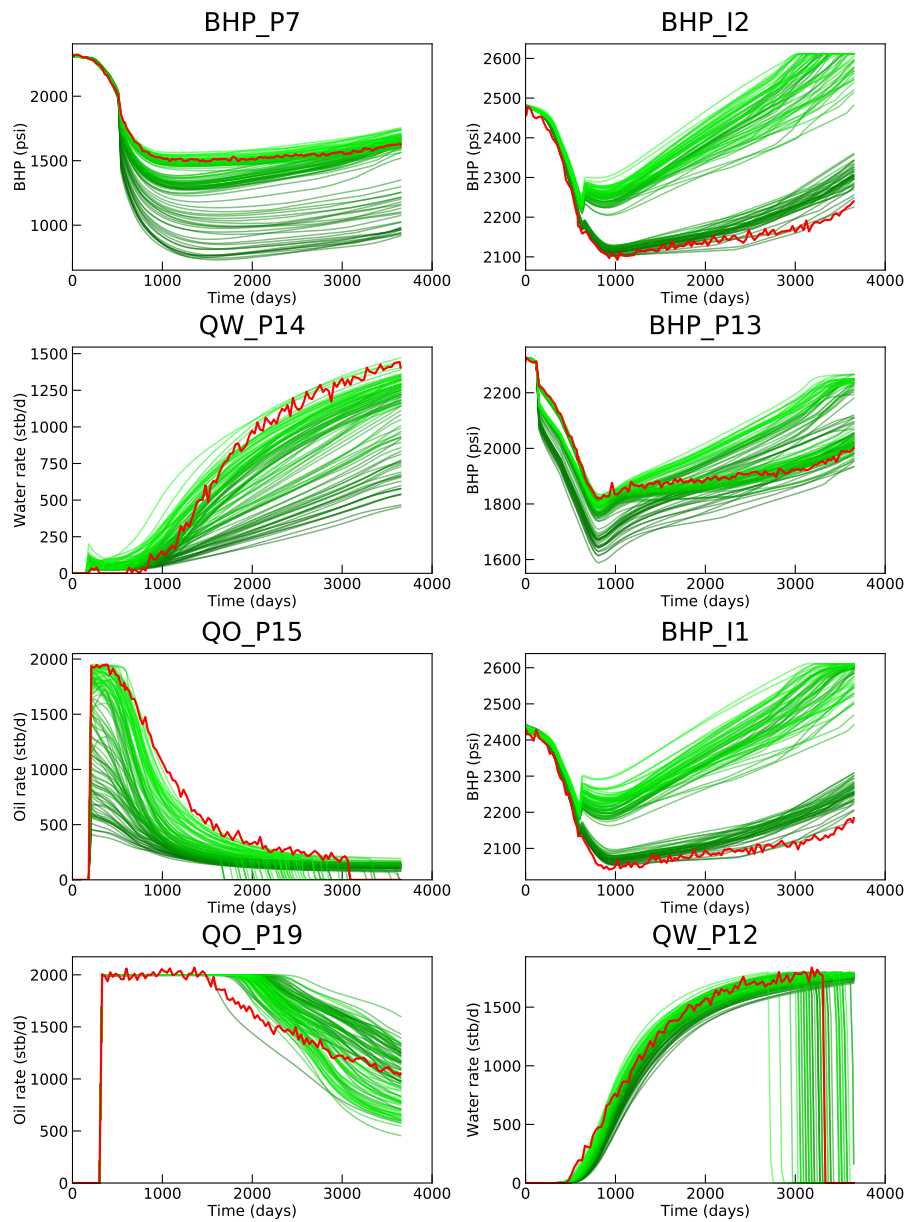 BHP_P7
2000
1500
1000
BHP (psi)
0 1000 2000 3000 4000
Time (days)
BHP_I2
2600
2500
2400
2300
2200
2100
BHP (psi)
0 1000 2000 3000 4000
Time (days)
QW_P14
1500
1250
1000
750
500
250
0
Water rate (stb/d)
0 1000 2000 3000 4000
Time (days)
BHP_P13
2200
2000
1800
1600
BHP (psi)
0 1000 2000 3000 4000
Time (days)
QO_P15
2000
1500
1000
500
0
Oil rate (stb/d)
0 1000 2000 3000 4000
Time (days)
BHP_I1
2600
2500
2400
2300
2200
2100
BHP (psi)
0 1000 2000 3000 4000
Time (days)
QO_P19
2000
1500
1000
500
0
Oil rate (stb/d)
0 1000 2000 3000 4000
Time (days)
QW_P12
1500
1000
500
0
Water rate (stb/d)
0 1000 2000 3000 4000
Time (days)